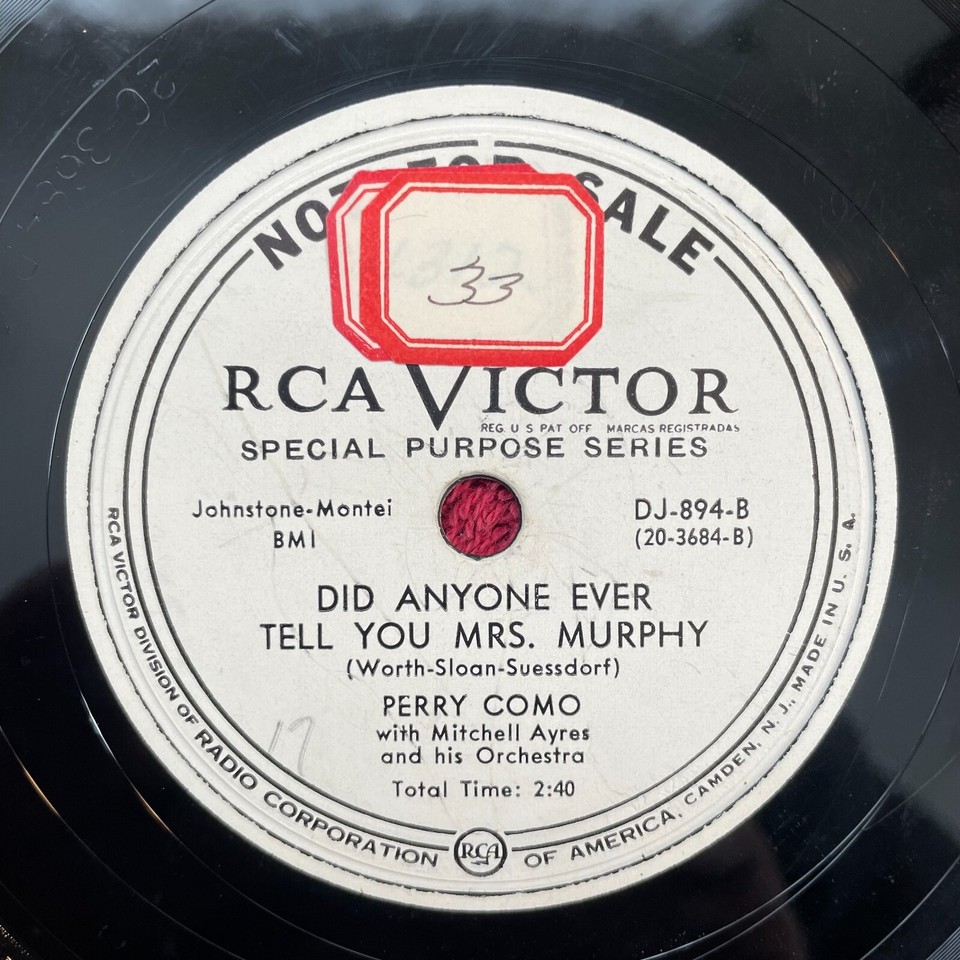 NOT FOR SALE
33
RCA VICTOR
REG. U S PAT OFF MARCAS REGISTRADAS
SPECIAL PURPOSE SERIES
Johnstone-Montei
BMI
DJ-894-B
(20-3684-B)
DID ANYONE EVER
TELL YOU MRS. MURPHY
(Worth-Sloan-Suessdorf)
PERRY COMO
with Mitchell Ayres
and his Orchestra
Total Time: 2:40
17
RCA VICTOR DIVISION OF RADIO CORPORATION RCA OF AMERICA, CAMDEN, N. J., MADE IN U. S. A.